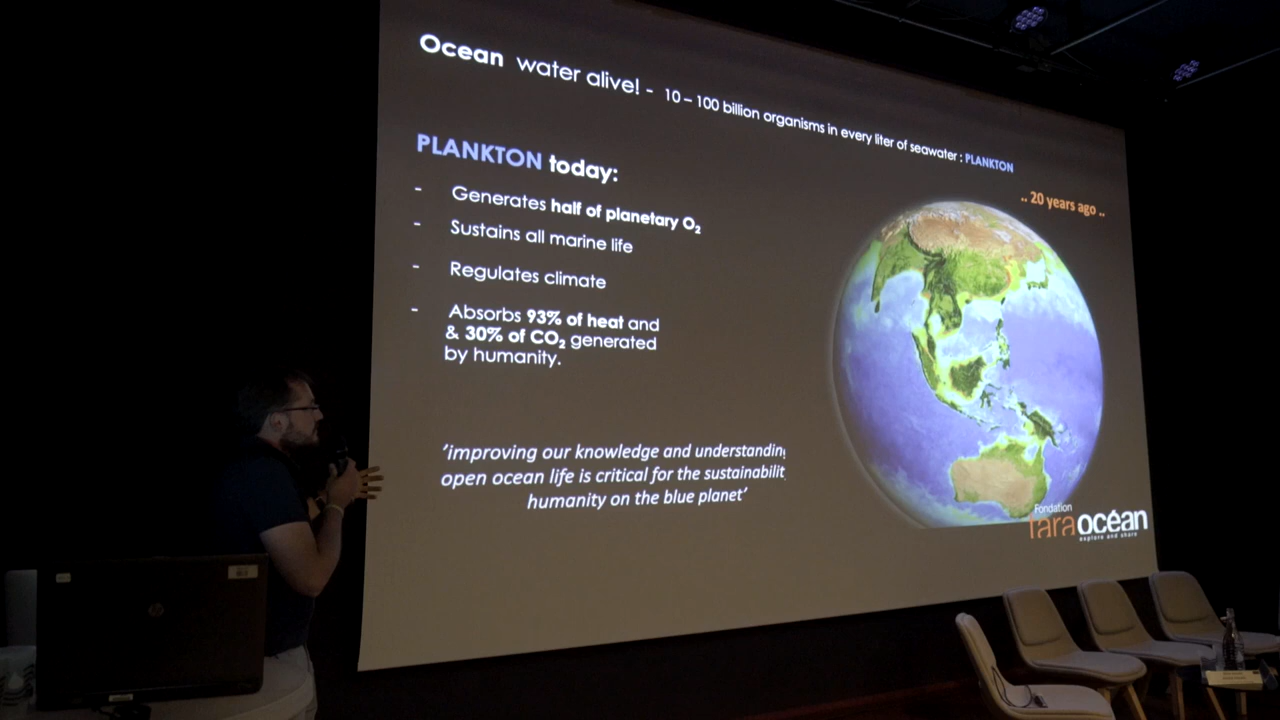 Ocean water alive! - 10 – 100 billion organisms in every liter of seawater : PLANKTON
.. 20 years ago ..
PLANKTON today:
- Generates half of planetary O₂
- Sustains all marine life
- Regulates climate
- Absorbs 93% of heat and
& 30% of CO₂ generated
by humanity.
‘improving our knowledge and understanding
open ocean life is critical for the
humanity on the blue planet’
Fondation
tara océan
explore and share
hp